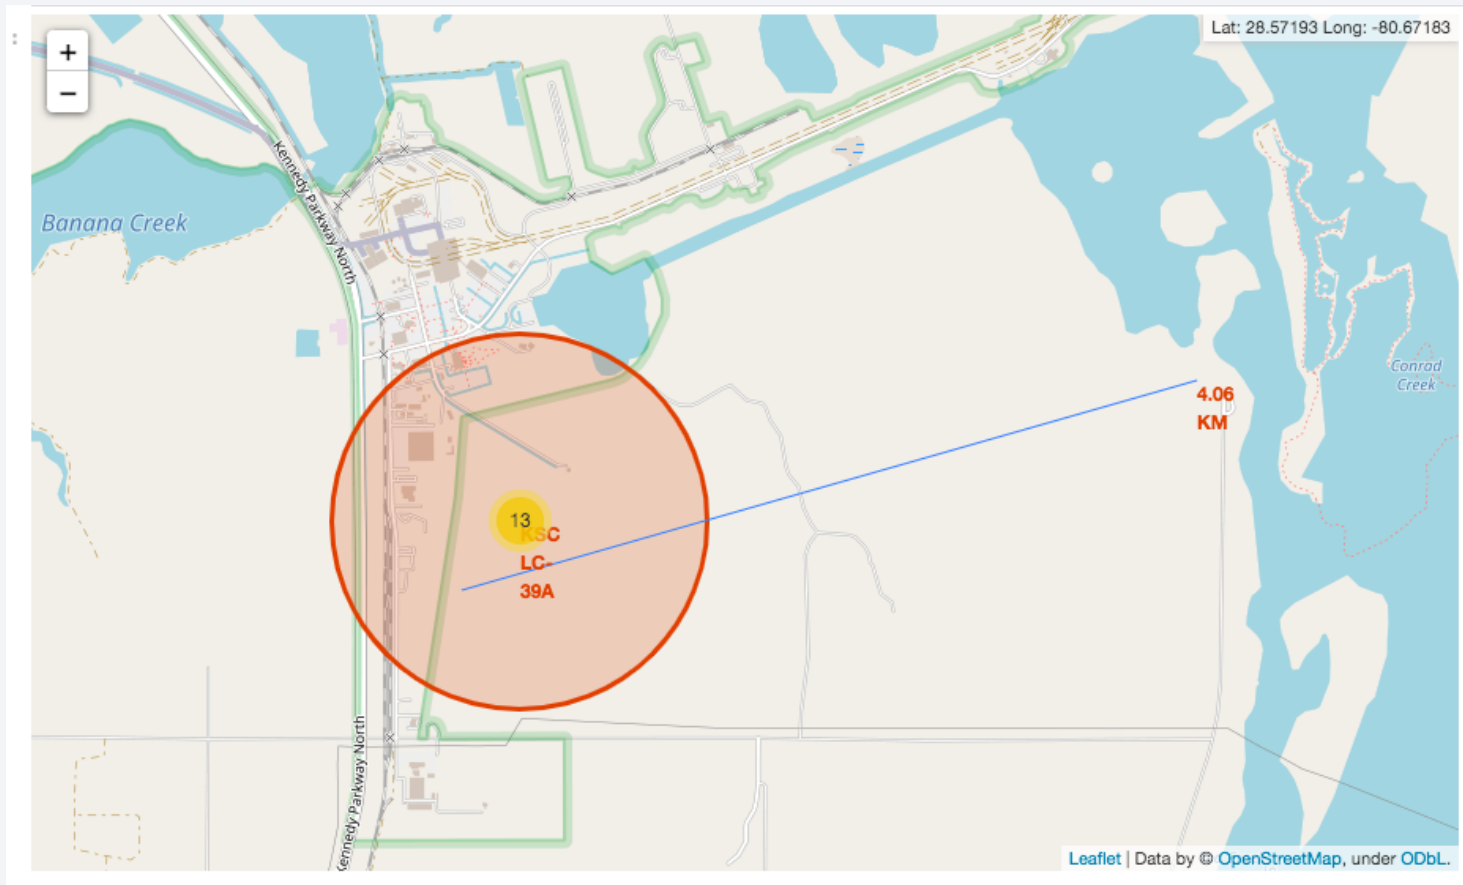 +
Lat: 28.57193 Long: -80.67183
−
Kennedy Parkway North
Banana Creek
Conrad
Creek
4.06
KM
13
KSC
LC-
39A
Kennedy Parkway North
Leaflet | Data by © OpenStreetMap, under ODbL.